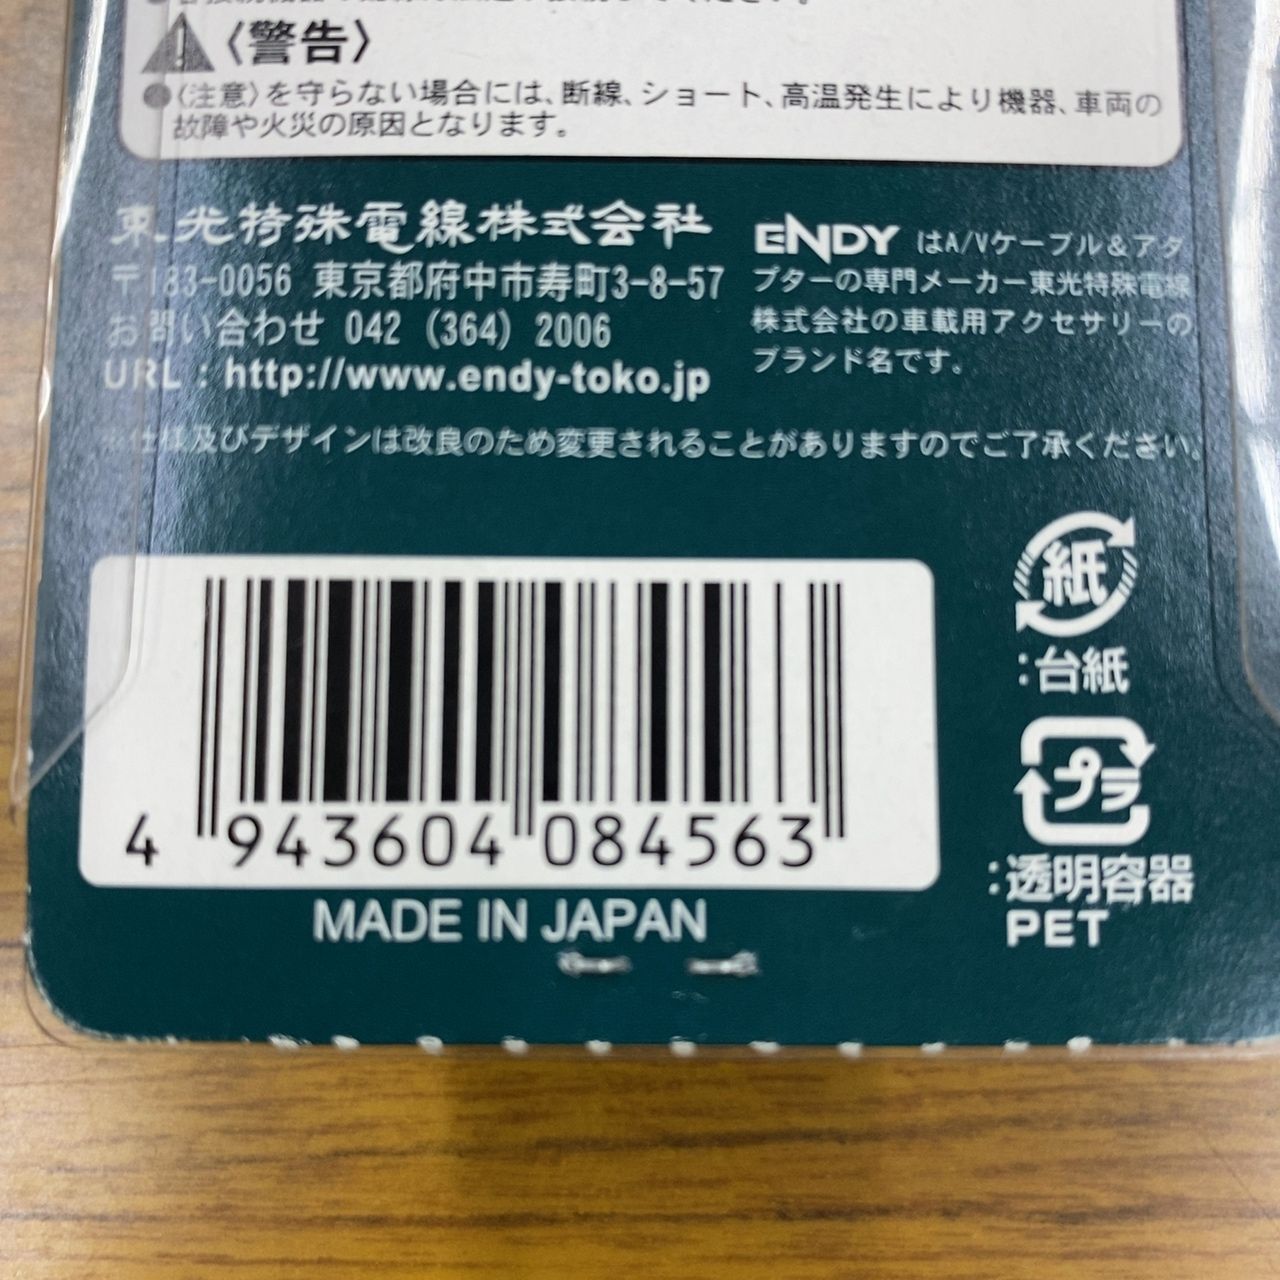 〈警告〉
●〈注意〉を守らない場合には、断線、ショート、高温発生により機器、車両の
故障や火災の原因となります。
東光特殊電線株式会社
〒183-0056 東京都府中市寿町3-8-57
お問い合わせ 042 (364) 2006
URL : http://www.endy-toko.jp
ENDY はA/Vケーブル&アダ
プターの専門メーカー東光特殊電線
株式会社の車載用アクセサリーの
ブランド名です。
※仕様及びデザインは改良のため変更されることがありますのでご了承ください。
紙
:台紙
プラ
:透明容器
PET
4 943604 084563
MADE IN JAPAN